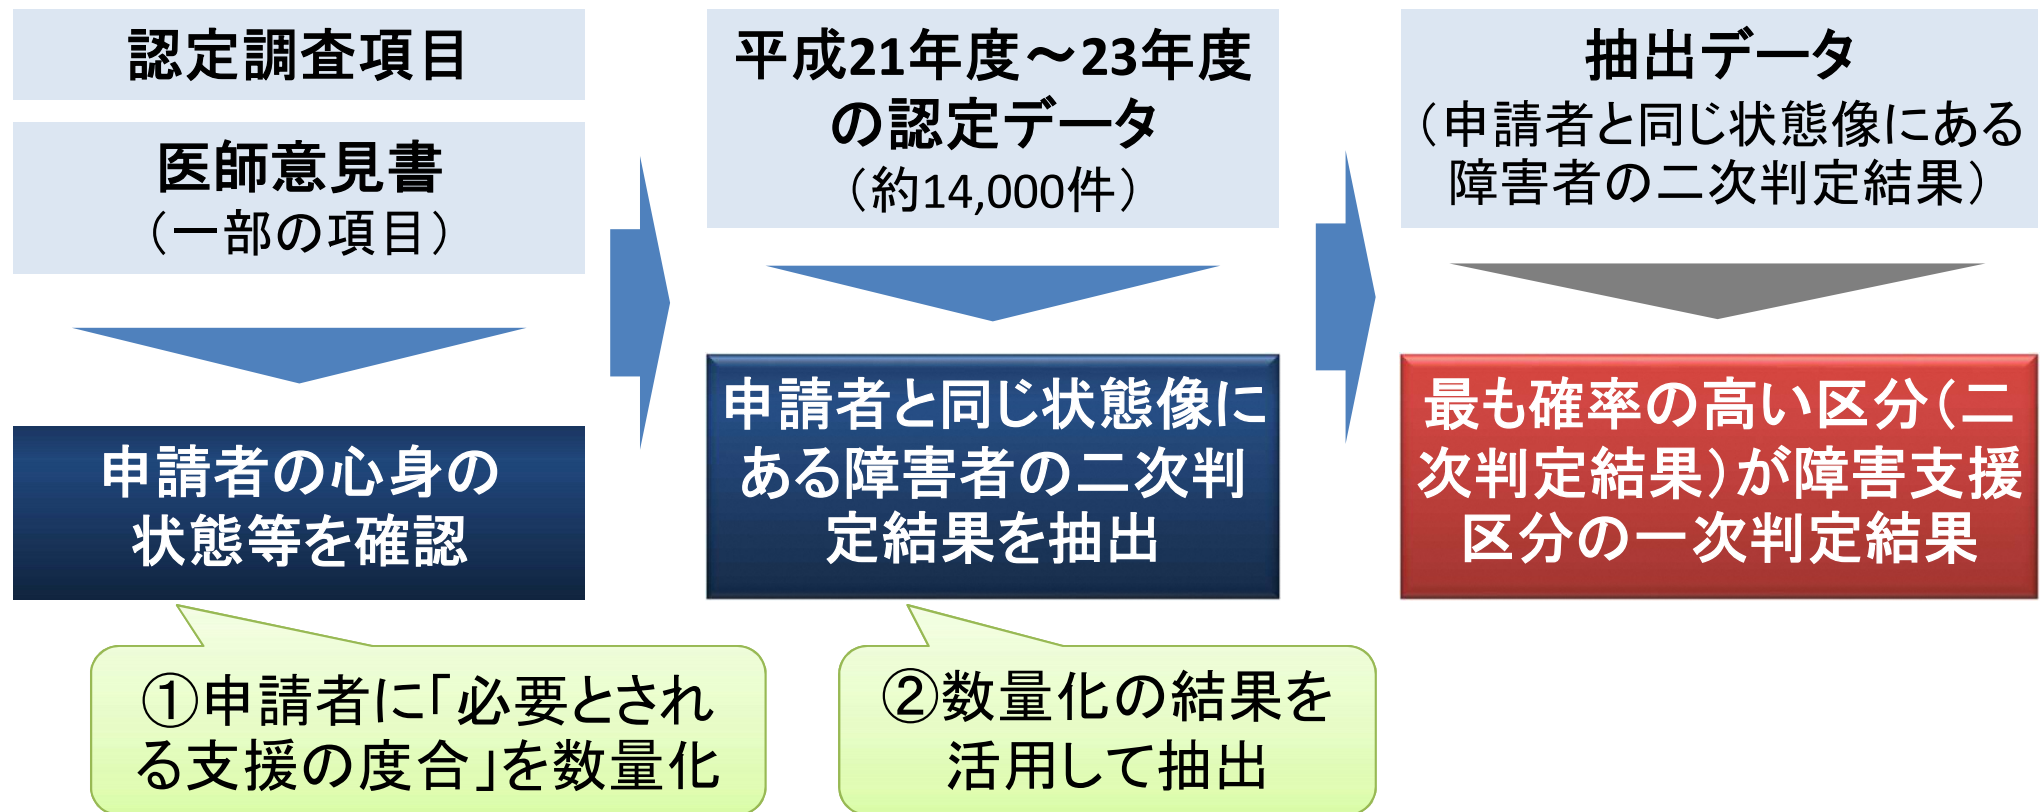 認定調査項目
医師意見書
（一部の項目）
申請者の心身の
状態等を確認
①申請者に「必要とされ
る支援の度合」を数量化
平成21年度～23年度
の認定データ
（約14,000件）
申請者と同じ状態像に
ある障害者の二次判
定結果を抽出
②数量化の結果を
活用して抽出
抽出データ
（申請者と同じ状態像にある
障害者の二次判定結果）
最も確率の高い区分（二
次判定結果）が障害支援
区分の一次判定結果